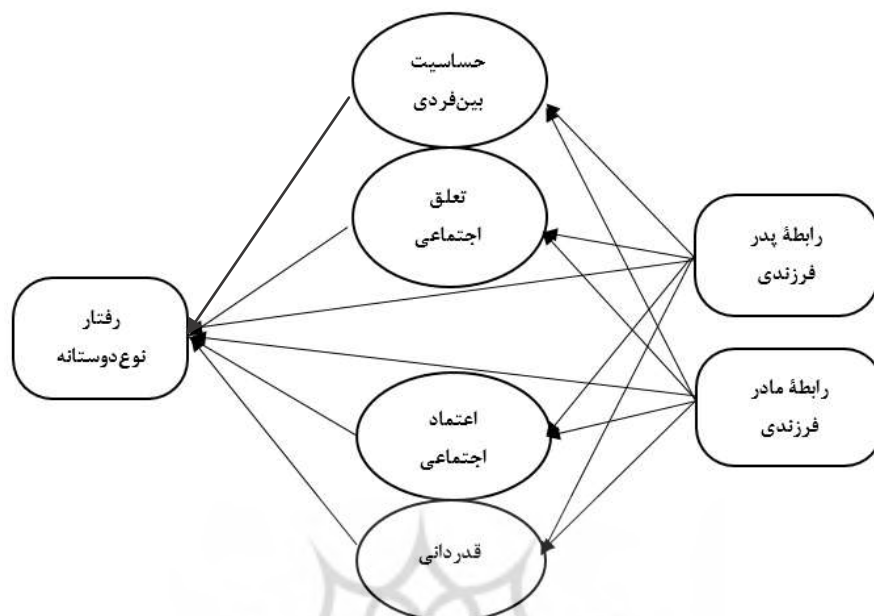 حساسیت
بین‌فردی
تعلق
اجتماعی
رابطهٔ پدر
فرزندی
رفتار
نوع‌دوستانه
رابطهٔ مادر
فرزندی
اعتماد
اجتماعی
قدردانی